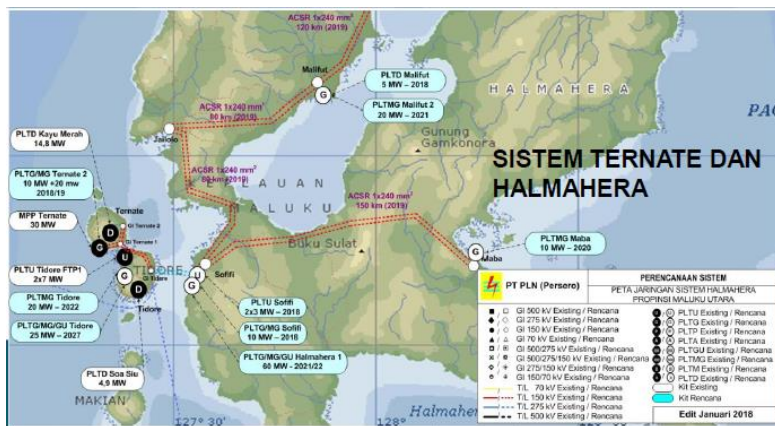 ACSR 1x240 mm²
120 km (2019)
Malifut
G
PLTD Malifut
5 MW – 2018
PLTMG Malifut 2
20 MW – 2021
HALMAHERA
ACSR 1x240 mm²
60 km (2019)
Jailolo
Gunung
Gamkonora
PLTD Kayu Merah
14,8 MW
PLTG/MG Ternate 2
10 MW +20 mw
2018/19
MPP Ternate
30 MW
PLTU Tidore FTP1
2x7 MW
PLTMG Tidore
20 MW – 2022
PLTG/MG/GU Tidore
25 MW – 2027
PLTD Soa Siu
4,9 MW
MAKIAN
Ternate
GI Ternate 2
GI Ternate 1
D
G
U
G
D
TIDORE
GI Tidore
Tidore
ACSR 1x240 mm²
KEPULAUAN
MALUKU
ACSR 1x240 mm²
150 km (2019)
SISTEM TERNATE DAN
HALMAHERA
Buku Sulat
Sofifi
U
G
PLTU Sofifi
2x3 MW – 2018
PLTG/MG Sofifi
10 MW – 2018
PLTG/MG/GU Halmahera 1
60 MW - 2021/22
PLTMG Maba
10 MW – 2020
G
Maba
127° 30'
128°
Halmahera
PT PLN (Persero)
PERENCANAAN SISTEM
PETA JARINGAN SISTEM HALMAHERA
PROPINSI MALUKU UTARA
GI 500 kV Existing / Rencana
GI 275 kV Existing / Rencana
GI 150 kV Existing / Rencana
GI 70 kV Existing / Rencana
GI 500/275 kV Existing / Rencana
GI 500/275/150 kV Existing / Rencana
GI 275/150 kV Existing / Rencana
GI 150/70 kV Existing / Rencana
T/L 70 kV Existing / Rencana
T/L 150 kV Existing / Rencana
T/L 275 kV Existing / Rencana
T/L 500 kV Existing / Rencana
PLTU Existing / Rencana
PLTG Existing / Rencana
PLTP Existing / Rencana
PLTA Existing / Rencana
PLTGU Existing / Rencana
PLTMG Existing / Rencana
PLTM Existing / Rencana
PLTD Existing / Rencana
Kit Existing
Kit Rencana
Edit Januari 2018